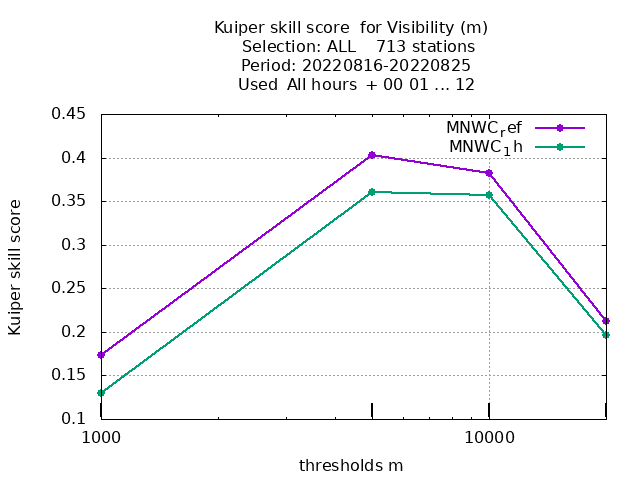 Kuiper skill score  for Visibility (m)
Selection: ALL    713 stations
Period: 20220816-20220825
Used  All hours  + 00 01 ... 12
MNWCref
MNWC1h
0.45
0.4
0.35
0.3
0.25
0.2
0.15
0.1
Kuiper skill score
1000
10000
thresholds m